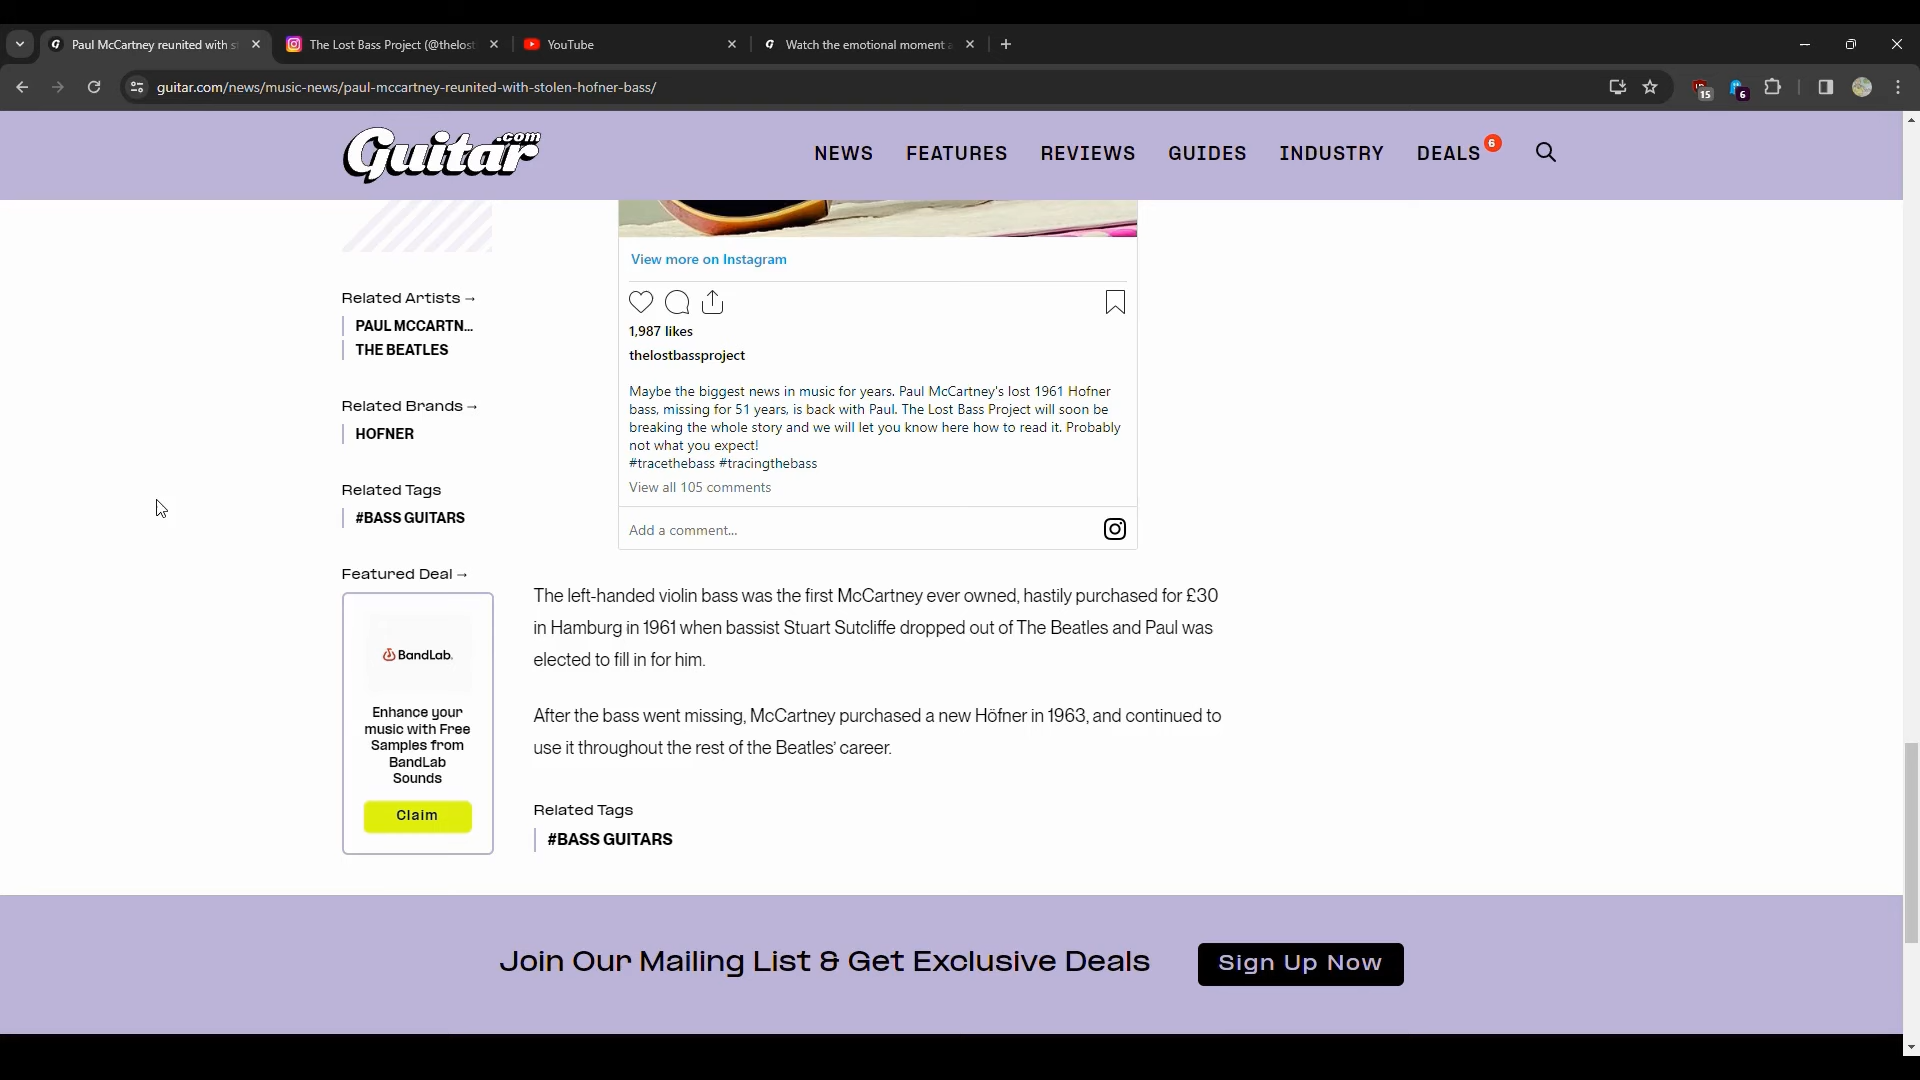 Paul McCartney reunited with s
The Lost Bass Project (@thelost
YouTube
Watch the emotional moment a
guitar.com/news/music-news/paul-mccartney-reunited-with-stolen-hofner-bass/
15
6
Guitar.com
NEWS
FEATURES
REVIEWS
GUIDES
INDUSTRY
DEALS
6
View more on Instagram
1,987 likes
thelostbassproject
Maybe the biggest news in music for years. Paul McCartney's lost 1961 Hofner
bass, missing for 51 years, is back with Paul. The Lost Bass Project will soon be
breaking the whole story and we will let you know here how to read it. Probably
not what you expect!
#tracethebass #tracingthebass
View all 105 comments
Add a comment...
Related Artists →
PAUL MCCARTN...
THE BEATLES
Related Brands →
HOFNER
Related Tags
#BASS GUITARS
Featured Deal →
BandLab.
Enhance your
music with Free
Samples from
BandLab
Sounds
Claim
The left-handed violin bass was the first McCartney ever owned, hastily purchased for £30
in Hamburg in 1961 when bassist Stuart Sutcliffe dropped out of The Beatles and Paul was
elected to fill in for him.
After the bass went missing, McCartney purchased a new Höfner in 1963, and continued to
use it throughout the rest of the Beatles’ career.
Related Tags
#BASS GUITARS
Join Our Mailing List & Get Exclusive Deals
Sign Up Now